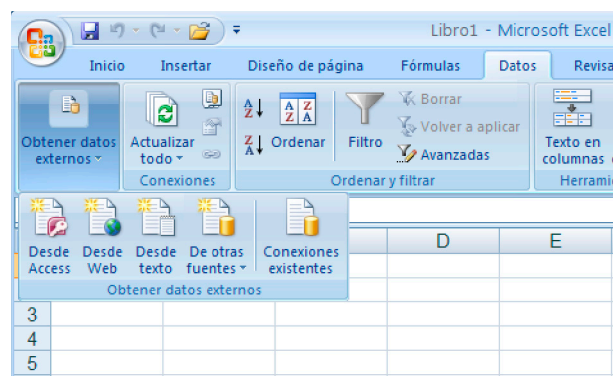 Libro1 - Microsoft Excel
Inicio Insertar Diseño de página Fórmulas Datos Revisa
Obtener datos externos
Actualizar todo
Conexiones
A Z
Z A
A Z
Z A
Ordenar
Filtro
Borrar
Volver a aplicar
Avanzadas
Ordenar y filtrar
Texto en
columnas
Herrami
Desde Access
Desde Web
Desde texto
De otras fuentes
Conexiones existentes
Obtener datos externos
D E
3
4
5